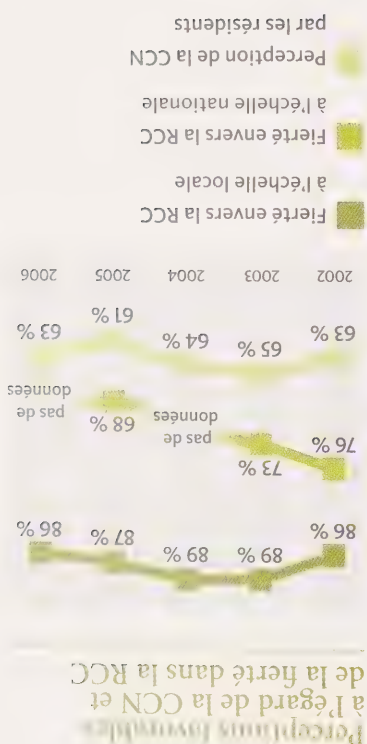 Perceptions favorables
à l'égard de la CCN et
de la fierté dans la RCC
86 % 89 % 89 % 87 % 86 %
76 % 73 % pas de données 68 % pas de données
63 % 65 % 64 % 61 % 63 %
2002 2003 2004 2005 2006
Fierté envers la RCC
à l'échelle locale
Fierté envers la RCC
à l'échelle nationale
Perception de la CCN
par les résidents